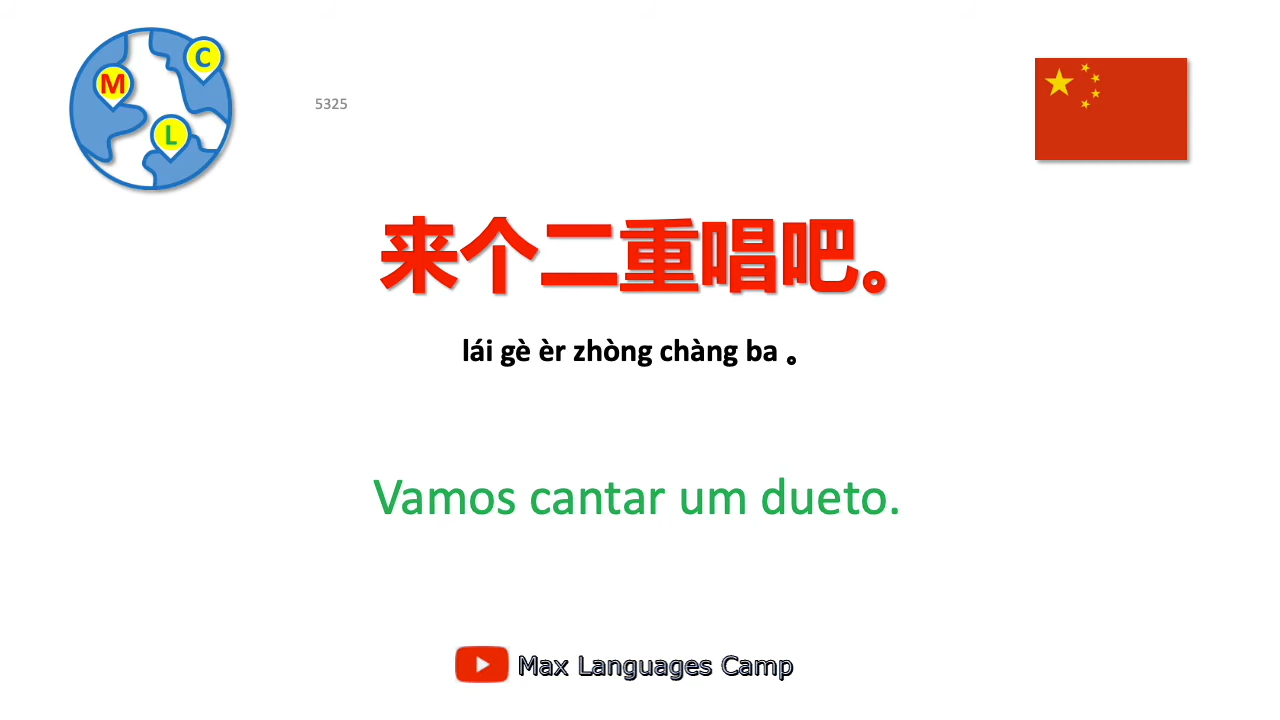 M
C
L
5325
来个二重唱吧。
lái gè èr zhòng chàng ba 。
Vamos cantar um dueto.
Max Languages Camp